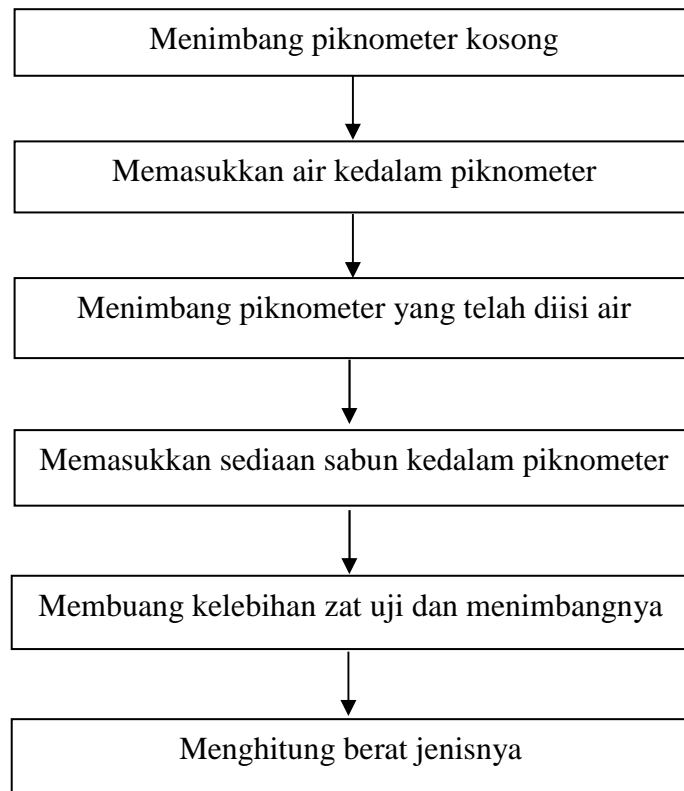 Menimbang piknometer kosong
Memasukkan air kedalam piknometer
Menimbang piknometer yang telah diisi air
Memasukkan sediaan sabun kedalam piknometer
Membuang kelebihan zat uji dan menimbangnya
Menghitung berat jenisnya